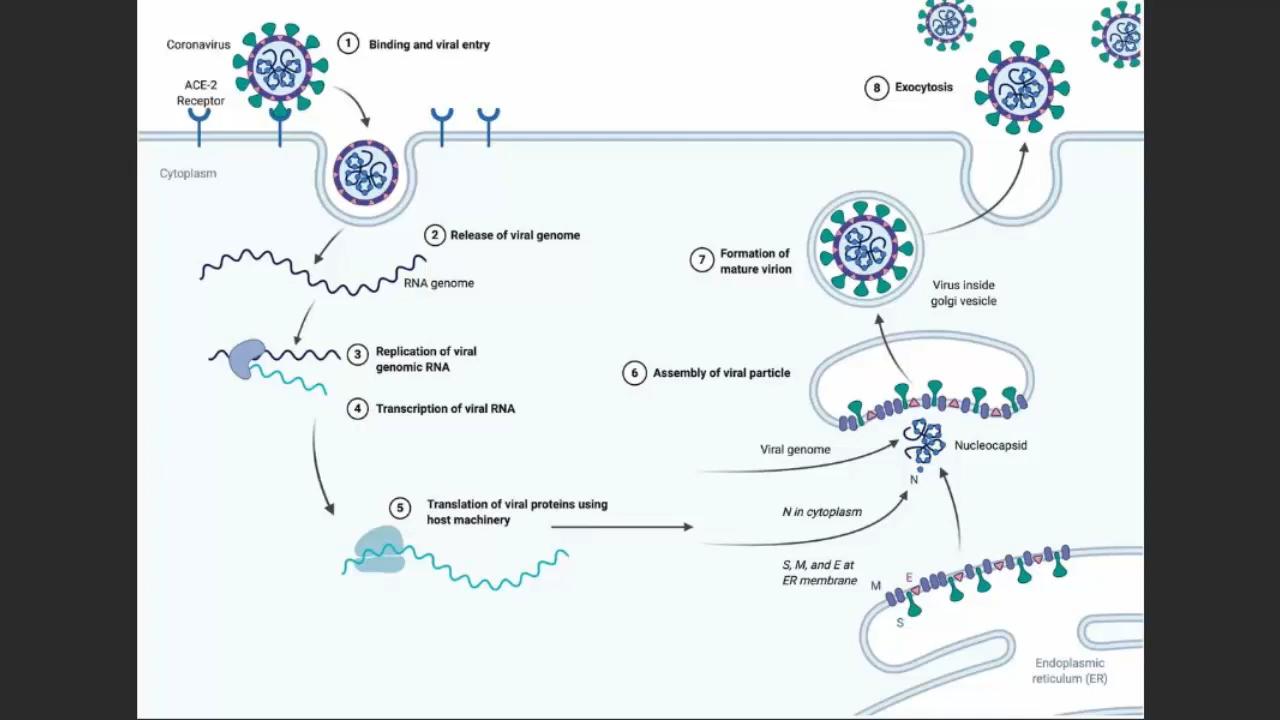 Coronavirus
1 Binding and viral entry
ACE-2
Receptor
Cytoplasm
2 Release of viral genome
RNA genome
3 Replication of viral
genomic RNA
4 Transcription of viral RNA
5 Translation of viral proteins using
host machinery
8 Exocytosis
7 Formation of
mature virion
Virus inside
golgi vesicle
6 Assembly of viral particle
Viral genome
Nucleocapsid
N
N in cytoplasm
S, M, and E at
ER membrane
M
E
S
Endoplasmic
reticulum (ER)